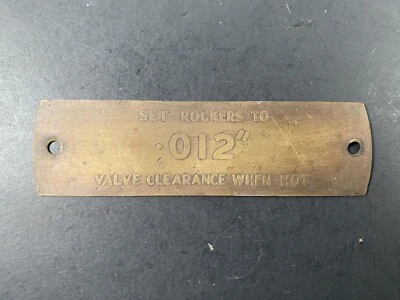 SET ROCKERS TO
.012"
VALVE CLEARANCE WHEN HOT